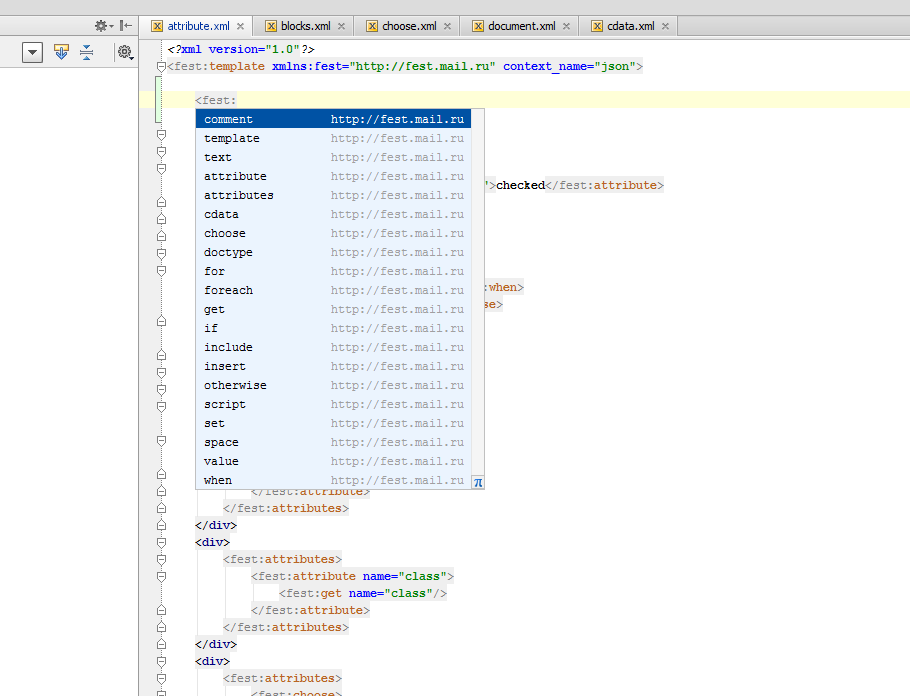 attribute.xml blocks.xml choose.xml document.xml cdata.xml
<?xml version="1.0"?>
<fest:template xmlns:fest="http://fest.mail.ru" context_name="json">
<fest:
comment http://fest.mail.ru
template http://fest.mail.ru
text http://fest.mail.ru
attribute http://fest.mail.ru
">checked</fest:attribute>
attributes http://fest.mail.ru
cdata http://fest.mail.ru
choose http://fest.mail.ru
doctype http://fest.mail.ru
for http://fest.mail.ru
foreach http://fest.mail.ru
:when>
get http://fest.mail.ru
se>
if http://fest.mail.ru
include http://fest.mail.ru
insert http://fest.mail.ru
otherwise http://fest.mail.ru
script http://fest.mail.ru
set http://fest.mail.ru
space http://fest.mail.ru
value http://fest.mail.ru
when http://fest.mail.ru
π
</fest:attribute>
</fest:attributes>
</div>
<div>
<fest:attributes>
<fest:attribute name="class">
<fest:get name="class"/>
</fest:attribute>
</fest:attributes>
</div>
<div>
<fest:attributes>
<fest:choose>